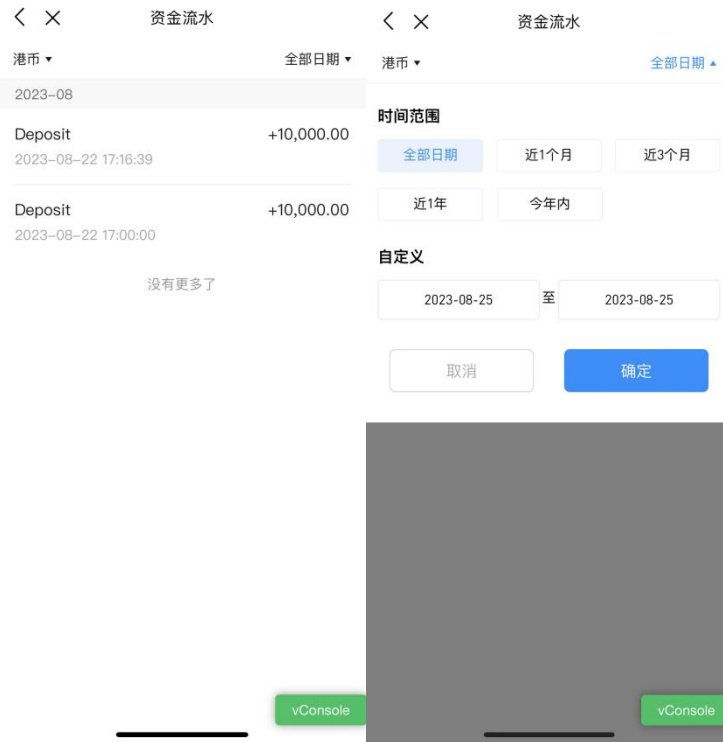 资金流水
港币 ▾ 全部日期 ▾
2023-08
Deposit +10,000.00
2023-08-22 17:16:39
Deposit +10,000.00
2023-08-22 17:00:00
没有更多了
vConsole
资金流水
港币 ▾ 全部日期 ▴
时间范围
全部日期 近1个月 近3个月
近1年 今年内
自定义
2023-08-25 至 2023-08-25
取消 确定
vConsole